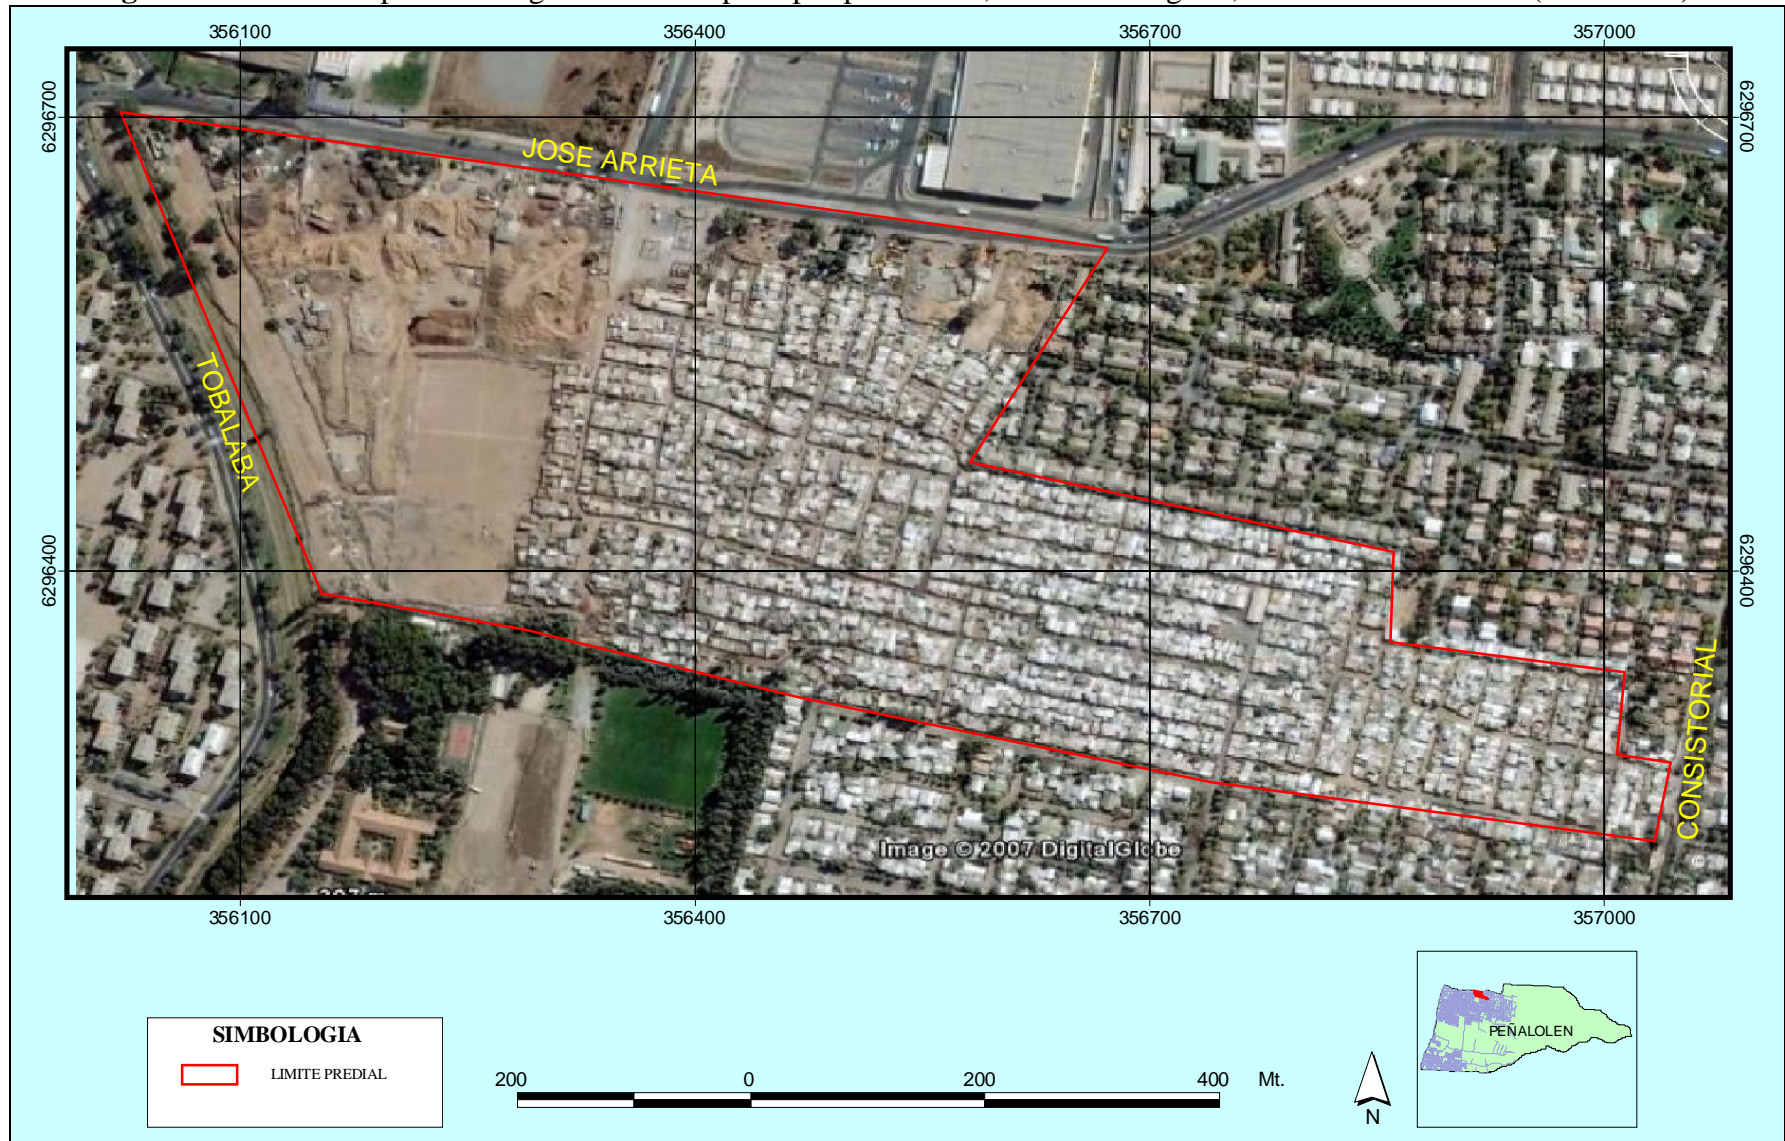 356100 356400 356700 357000
6296700 6296700
JOSE ARRIETA
TOBALABA
6296400 6296400
CONSISTORIAL
Image © 2007 DigitalGlobe
©
356100 356400 356700 357000
PEÑALOLEN
SIMBOLOGIA
LIMITE PREDIAL
200 0 200 400 Mt.
N